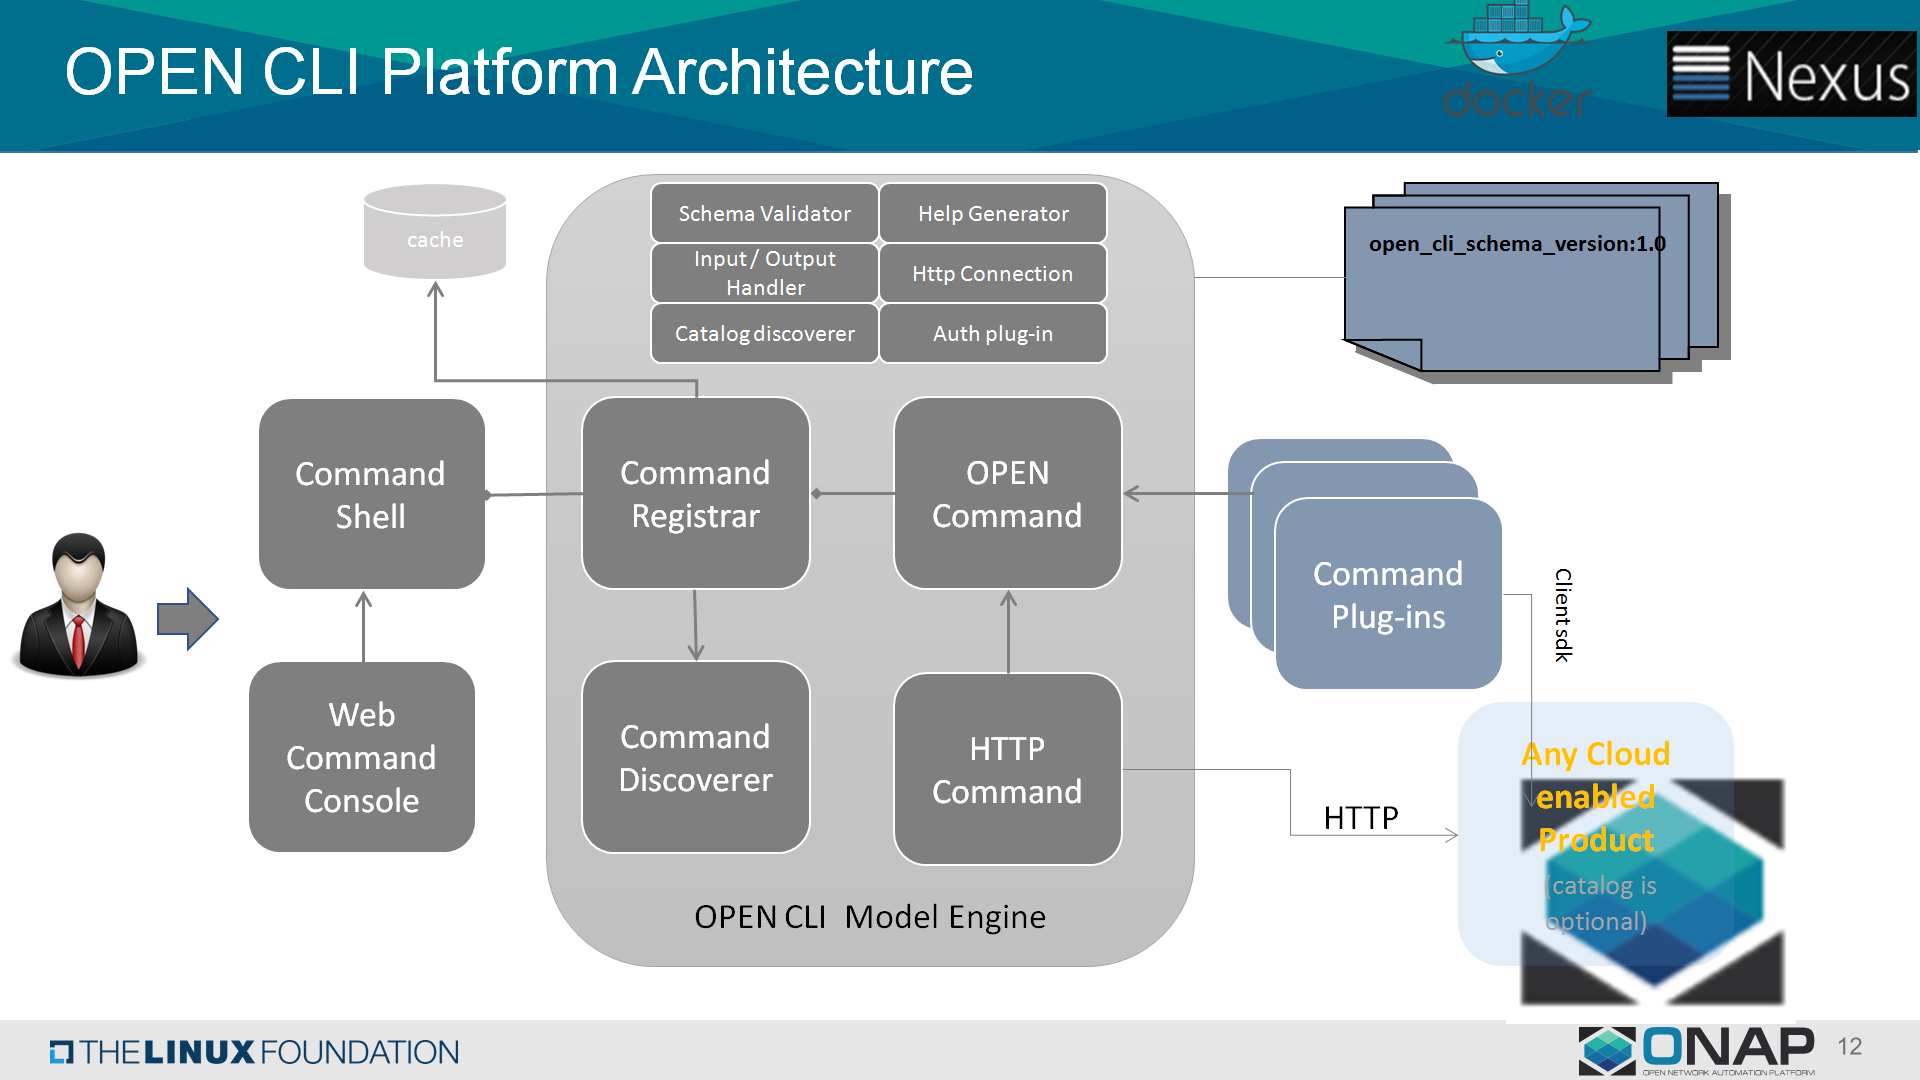 OPEN CLI Platform Architecture
docker
Nexus
cache
Schema Validator
Help Generator
Input / Output
Handler
Http Connection
Catalog discoverer
Auth plug-in
open_cli_schema_version:1.0
Command
Shell
Command
Registrar
OPEN
Command
Command
Plug-ins
Client sdk
Web
Command
Console
Command
Discoverer
HTTP
Command
HTTP
Any Cloud
enabled
Product
(catalog is
optional)
OPEN CLI Model Engine
THE LINUX FOUNDATION
ONAP
OPEN NETWORK AUTOMATION PLATFORM
12